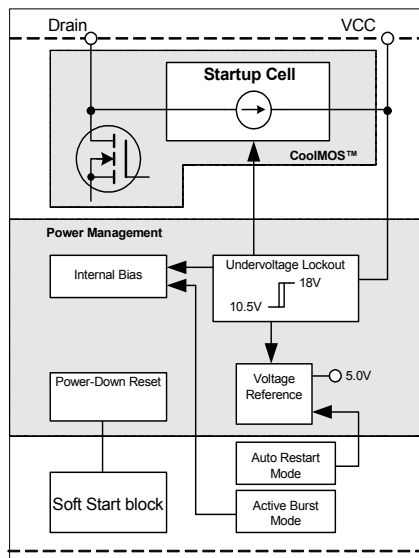 Drain
VCC
Startup Cell
CoolMOS™
Power Management
Internal Bias
Undervoltage Lockout
18V
10.5V
Power-Down Reset
Voltage
Reference
5.0V
Auto Restart
Mode
Soft Start block
Active Burst
Mode